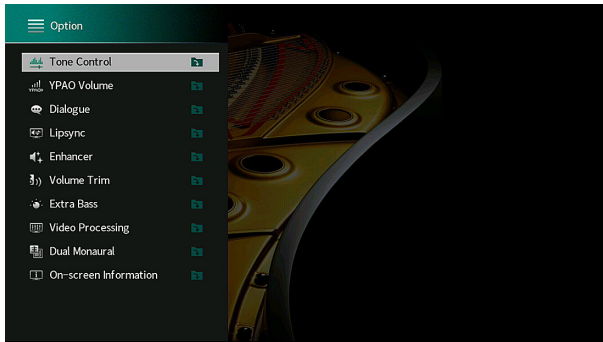 Option
Tone Control
YPAO Volume
Dialogue
Lipsync
Enhancer
Volume Trim
Extra Bass
Video Processing
Dual Monaural
On-screen Information